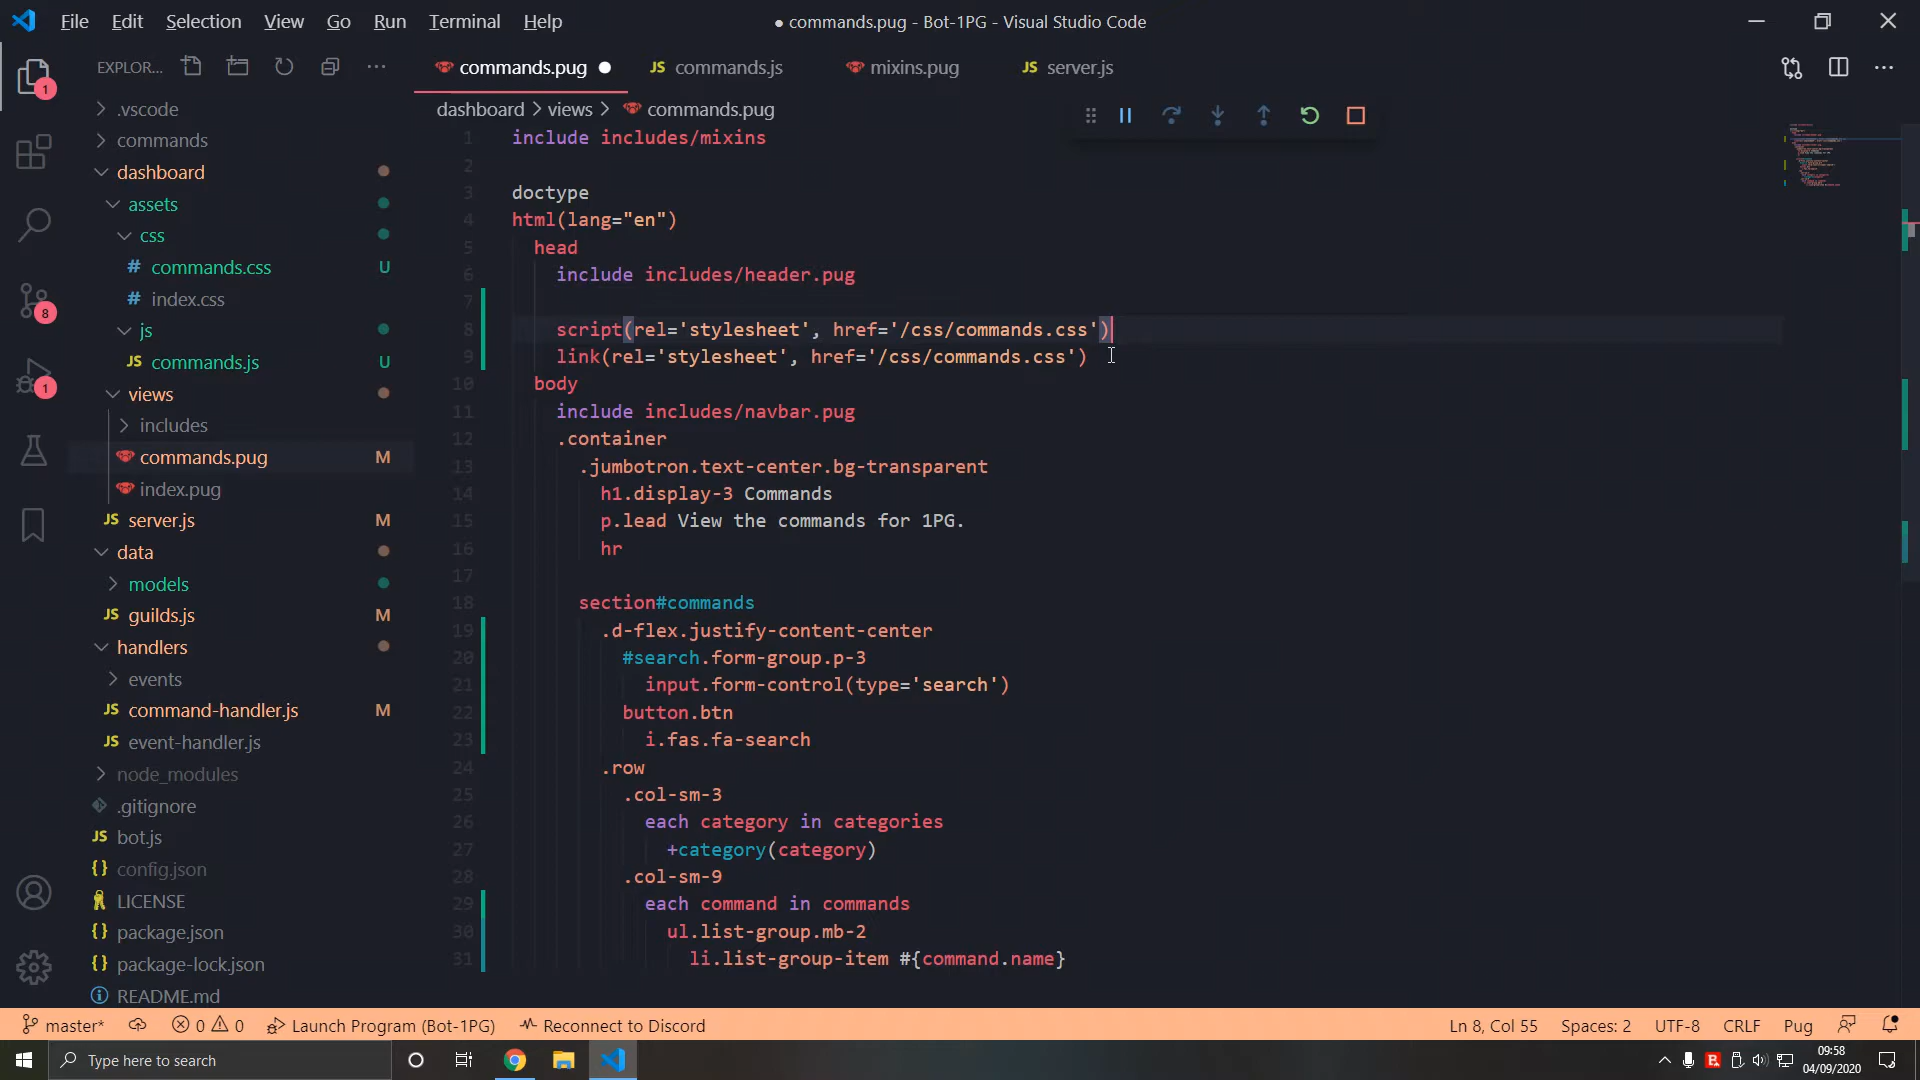 File Edit Selection View Go Run Terminal Help
● commands.pug - Bot-1PG - Visual Studio Code
EXPLOR...
commands.pug ● JS commands.js mixins.pug JS server.js
dashboard > views > commands.pug
.vscode
commands
dashboard
assets
css
# commands.css U
# index.css
js
JS commands.js U
views
includes
commands.pug M
index.pug
JS server.js M
data
models
JS guilds.js M
handlers
events
JS command-handler.js M
JS event-handler.js
node_modules
.gitignore
JS bot.js
{} config.json
LICENSE
{} package.json
{} package-lock.json
README.md
1
8
1
1 include includes/mixins
2
3 doctype
4 html(lang="en")
5 head
6 include includes/header.pug
7
8 script(rel='stylesheet', href='/css/commands.css')
9 link(rel='stylesheet', href='/css/commands.css')
10 body
11 include includes/navbar.pug
12 .container
13 .jumbotron.text-center.bg-transparent
14 h1.display-3 Commands
15 p.lead View the commands for 1PG.
16 hr
17
18 section#commands
19 .d-flex.justify-content-center
20 #search.form-group.p-3
21 input.form-control(type='search')
22 button.btn
23 i.fas.fa-search
24 .row
25 .col-sm-3
26 each category in categories
27 +category(category)
28 .col-sm-9
29 each command in commands
30 ul.list-group.mb-2
31 li.list-group-item #{command.name}
master* 0 0 Launch Program (Bot-1PG) Reconnect to Discord
Ln 8, Col 55 Spaces: 2 UTF-8 CRLF Pug
Type here to search
09:58
04/09/2020